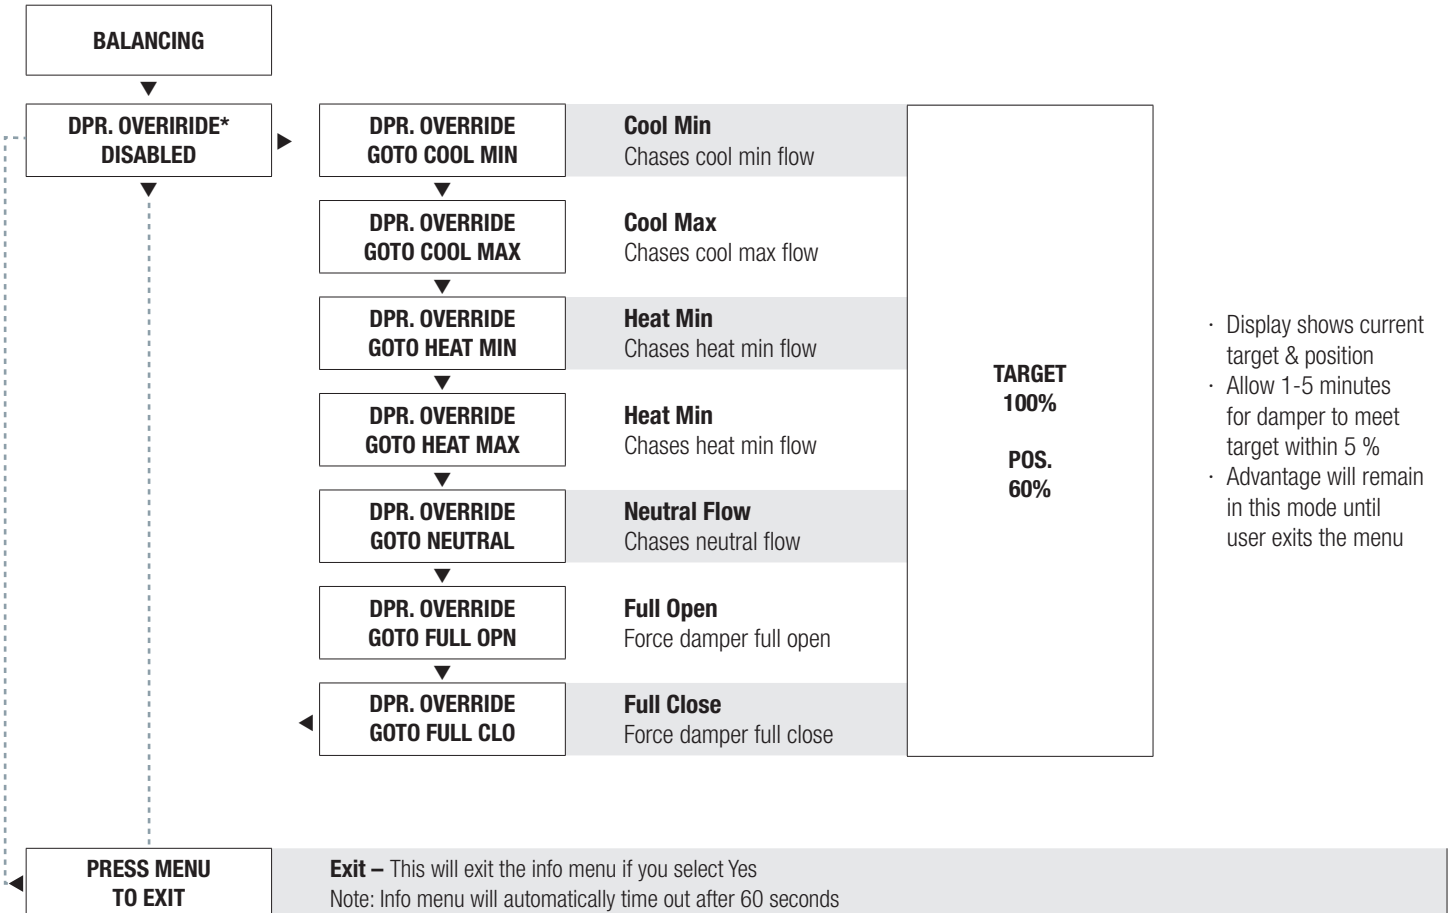 BALANCING
DPR. OVERIRIDE*
DISABLED
DPR. OVERRIDE
GOTO COOL MIN
Cool Min
Chases cool min flow
DPR. OVERRIDE
GOTO COOL MAX
Cool Max
Chases cool max flow
DPR. OVERRIDE
GOTO HEAT MIN
Heat Min
Chases heat min flow
DPR. OVERRIDE
GOTO HEAT MAX
Heat Min
Chases heat min flow
DPR. OVERRIDE
GOTO NEUTRAL
Neutral Flow
Chases neutral flow
DPR. OVERRIDE
GOTO FULL OPN
Full Open
Force damper full open
DPR. OVERRIDE
GOTO FULL CLO
Full Close
Force damper full close
TARGET
100%
POS.
60%
· Display shows current
target & position
· Allow 1-5 minutes
for damper to meet
target within 5 %
· Advantage will remain
in this mode until
user exits the menu
PRESS MENU
TO EXIT
Exit – This will exit the info menu if you select Yes
Note: Info menu will automatically time out after 60 seconds